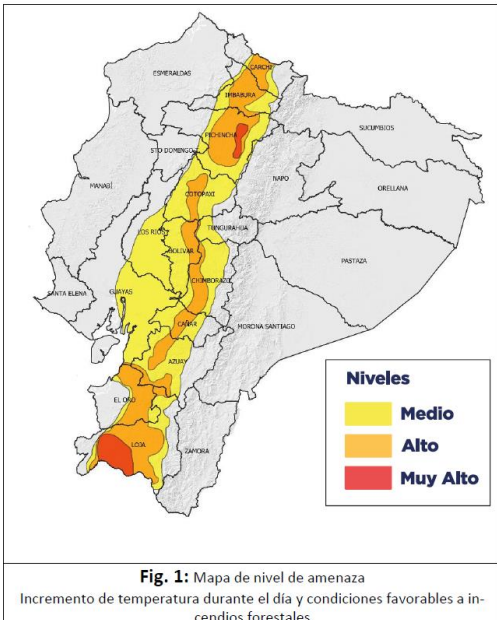 CARCHI
ESMERALDAS
IMBABURA
PICHINCHA
SUCUMBIOS
STO DOMINGO
NAPO
ORELLANA
MANABÍ
COTOPAXI
LOS RIOS
TUNGURAHUA
BOLIVAR
PASTAZA
CHIMBORAZO
SANTA ELENA
GUAYAS
CAÑAR
MORONA SANTIAGO
AZUAY
EL ORO
LOJA
ZAMORA
Niveles
Medio
Alto
Muy Alto
Fig. 1: Mapa de nivel de amenaza
Incremento de temperatura durante el día y condiciones favorables a in-
cendios forestales